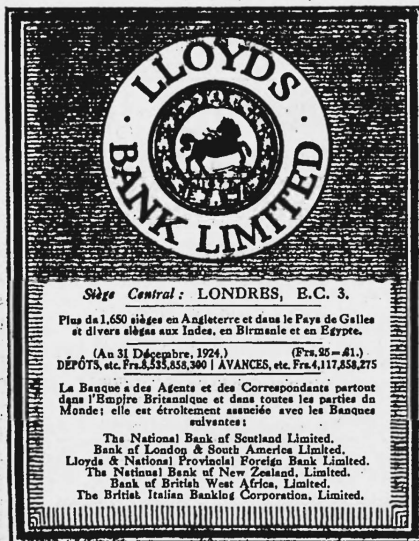 LLOYDS
BANK LIMITED
Siège Central : LONDRES, E.C. 3.
Plus de 1,650 sièges en Angleterre et dans le Pays de Galles
et divers sièges aux Indes, en Birmanie et en Egypte.
(Au 31 Décembre, 1924,) (Frs. 25 = £1.)
DÉPÔTS, etc. Frs.8,535,858,300 | AVANCES, etc. Frs.4,117,858,275
La Banque a des Agents et des Correspondants partout
dans l'Empire Britannique et dans toutes les parties du
Monde; elle est étroitement associée avec les Banques
suivantes :
The National Bank of Scotland Limited.
Bank of London & South America Limited.
Lloyds & National Provincial Foreign Bank Limited.
The National Bank of New Zealand, Limited.
Bank of British West Africa, Limited.
The British Italian Banking Corporation, Limited.